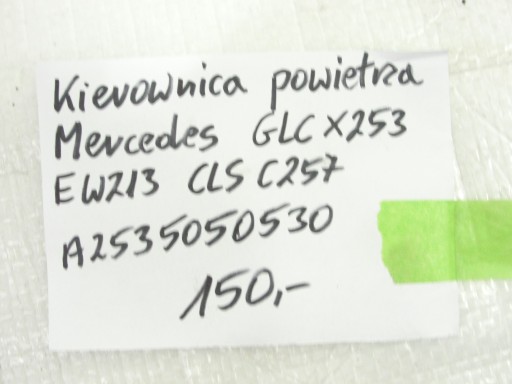 Kierownica powietrza
Mercedes GLC X253
EW213 CLS C257
A2535050530
150,-